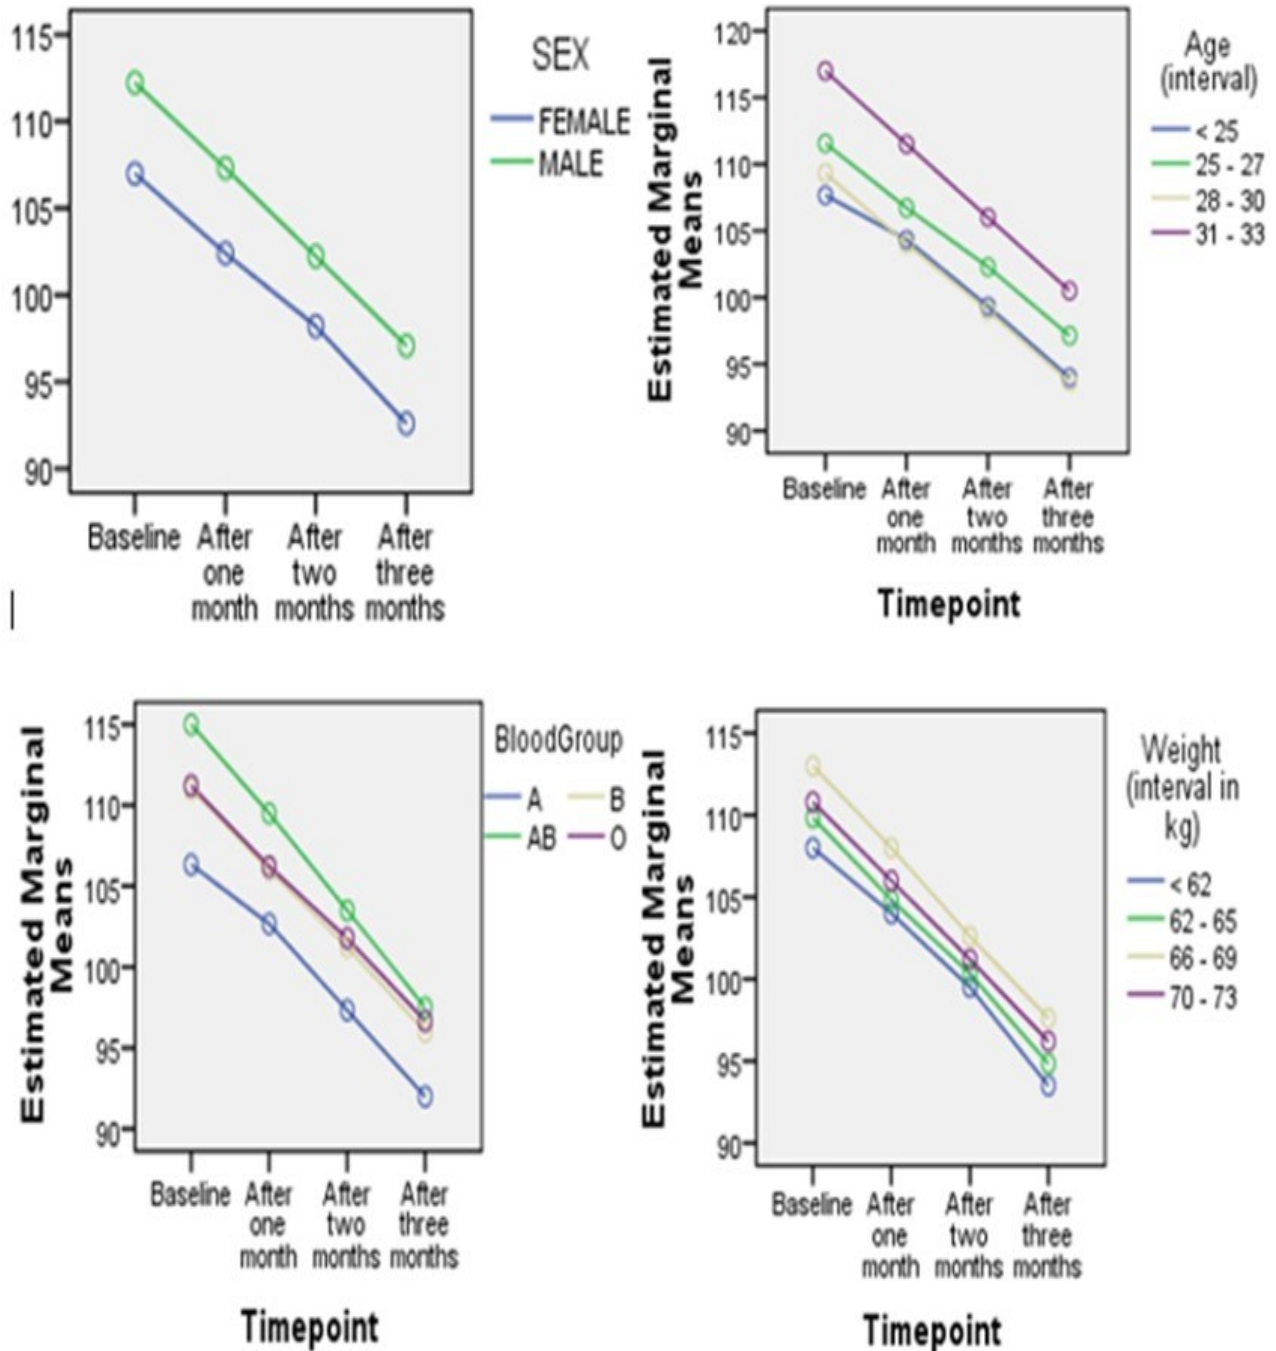 SEX
FEMALE
MALE
115
110
105
100
95
90
Baseline After After After
one two three
month months months
Estimated Marginal
Means
120
115
110
105
100
95
90
Age
(interval)
< 25
25 - 27
28 - 30
31 - 33
Baseline After After After
one two three
month months months
Timepoint
Estimated Marginal
Means
115
110
105
100
95
90
BloodGroup
A B
AB O
Baseline After After After
one two three
month months months
Timepoint
Estimated Marginal
Means
115
110
105
100
95
90
Weight
(interval in
kg)
< 62
62 - 65
66 - 69
70 - 73
Baseline After After After
one two three
month months months
Timepoint